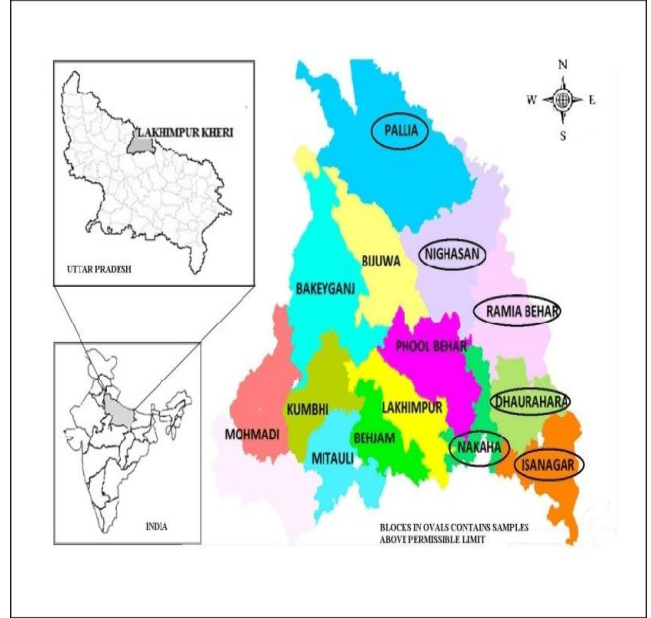 LAKHIMPUR KHERI
UTTAR PRADESH
INDIA
N
W
E
S
PALLIA
NIGHASAN
BIJUWA
BAKEYGANJ
RAMIA BEHAR
PHOOL BEHAR
DHAURAHARA
KUMBHI
LAKHIMPUR
MOHMADI
BEHJAM
NAKAHA
MITAULI
ISANAGAR
BLOCKS IN OVALS CONTAINS SAMPLES
ABOVE PERMISSIBLE LIMIT